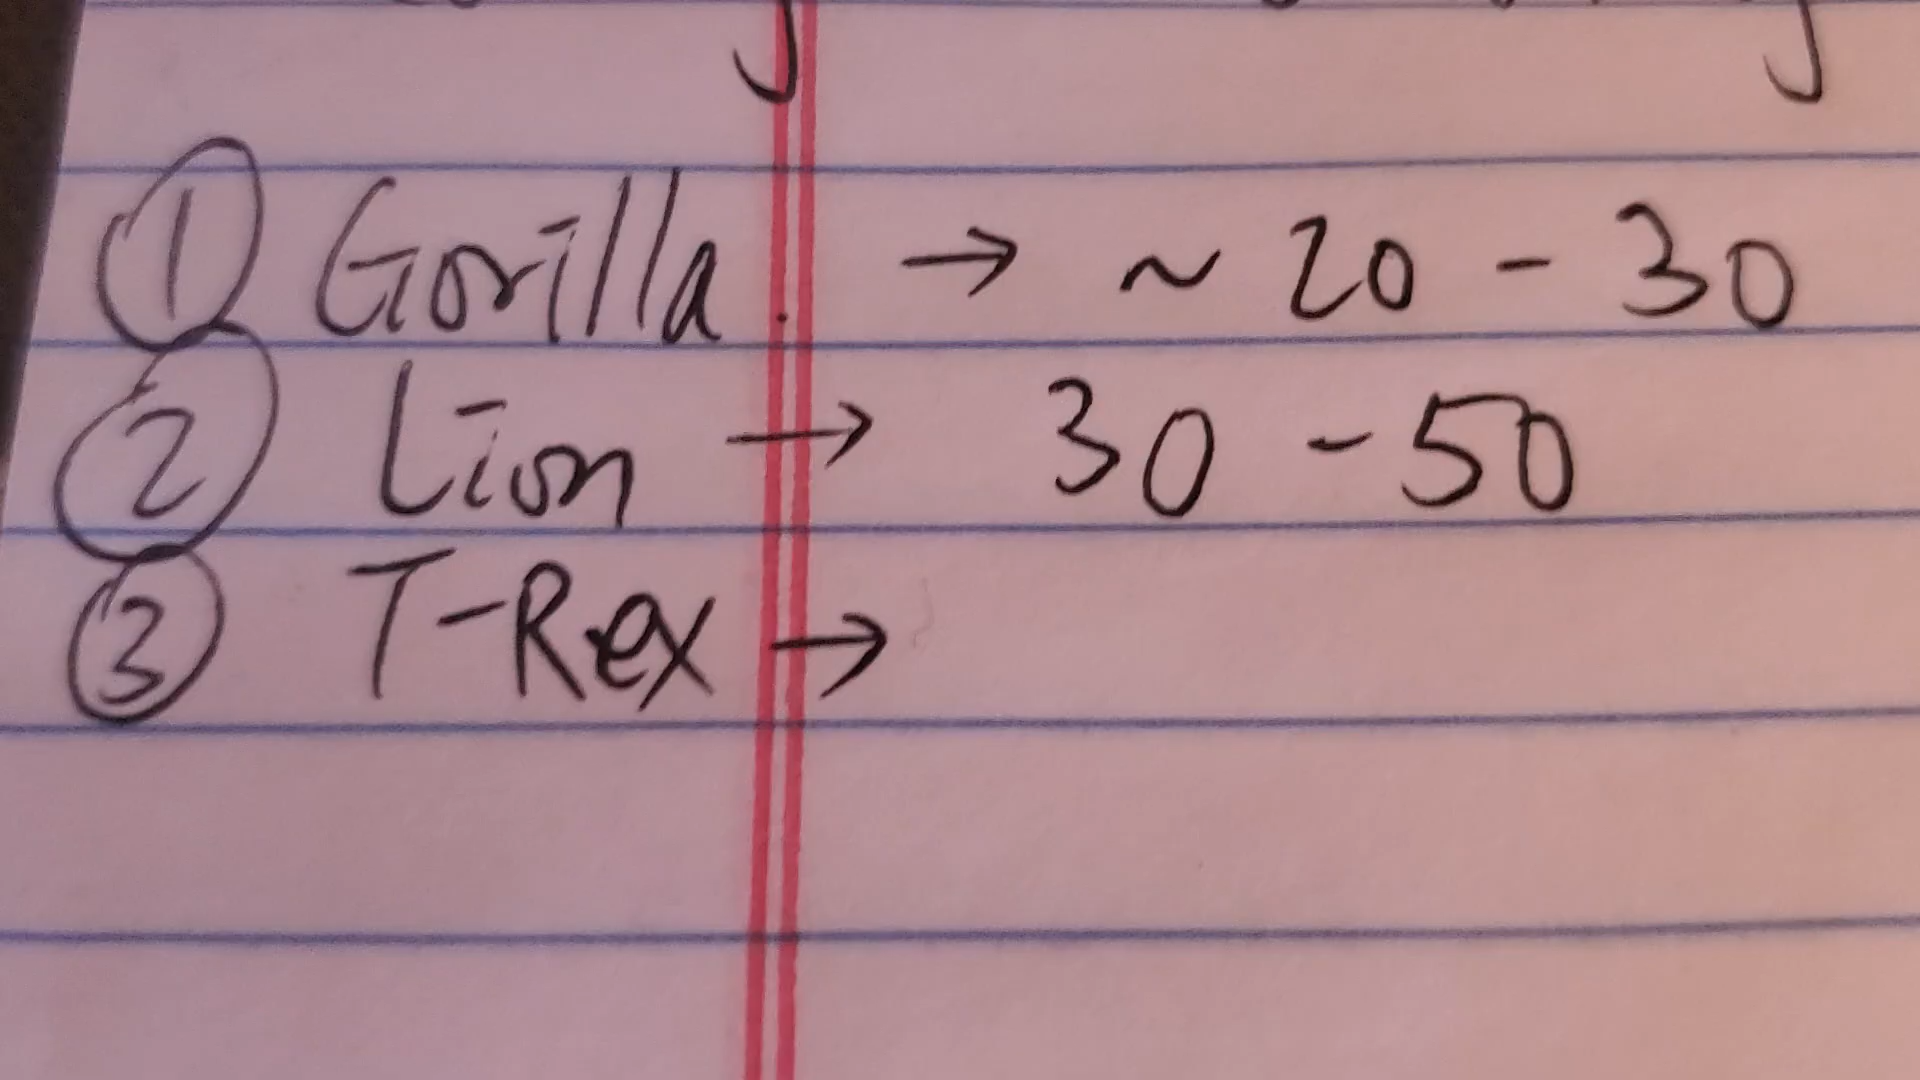 ① Gorilla. → ~ 20 - 30
② Lion → 30 - 50
③ T-Rex →